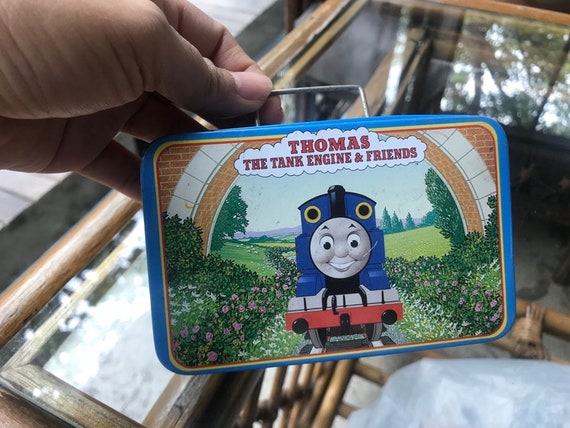 THOMAS
THE TANK ENGINE & FRIENDS